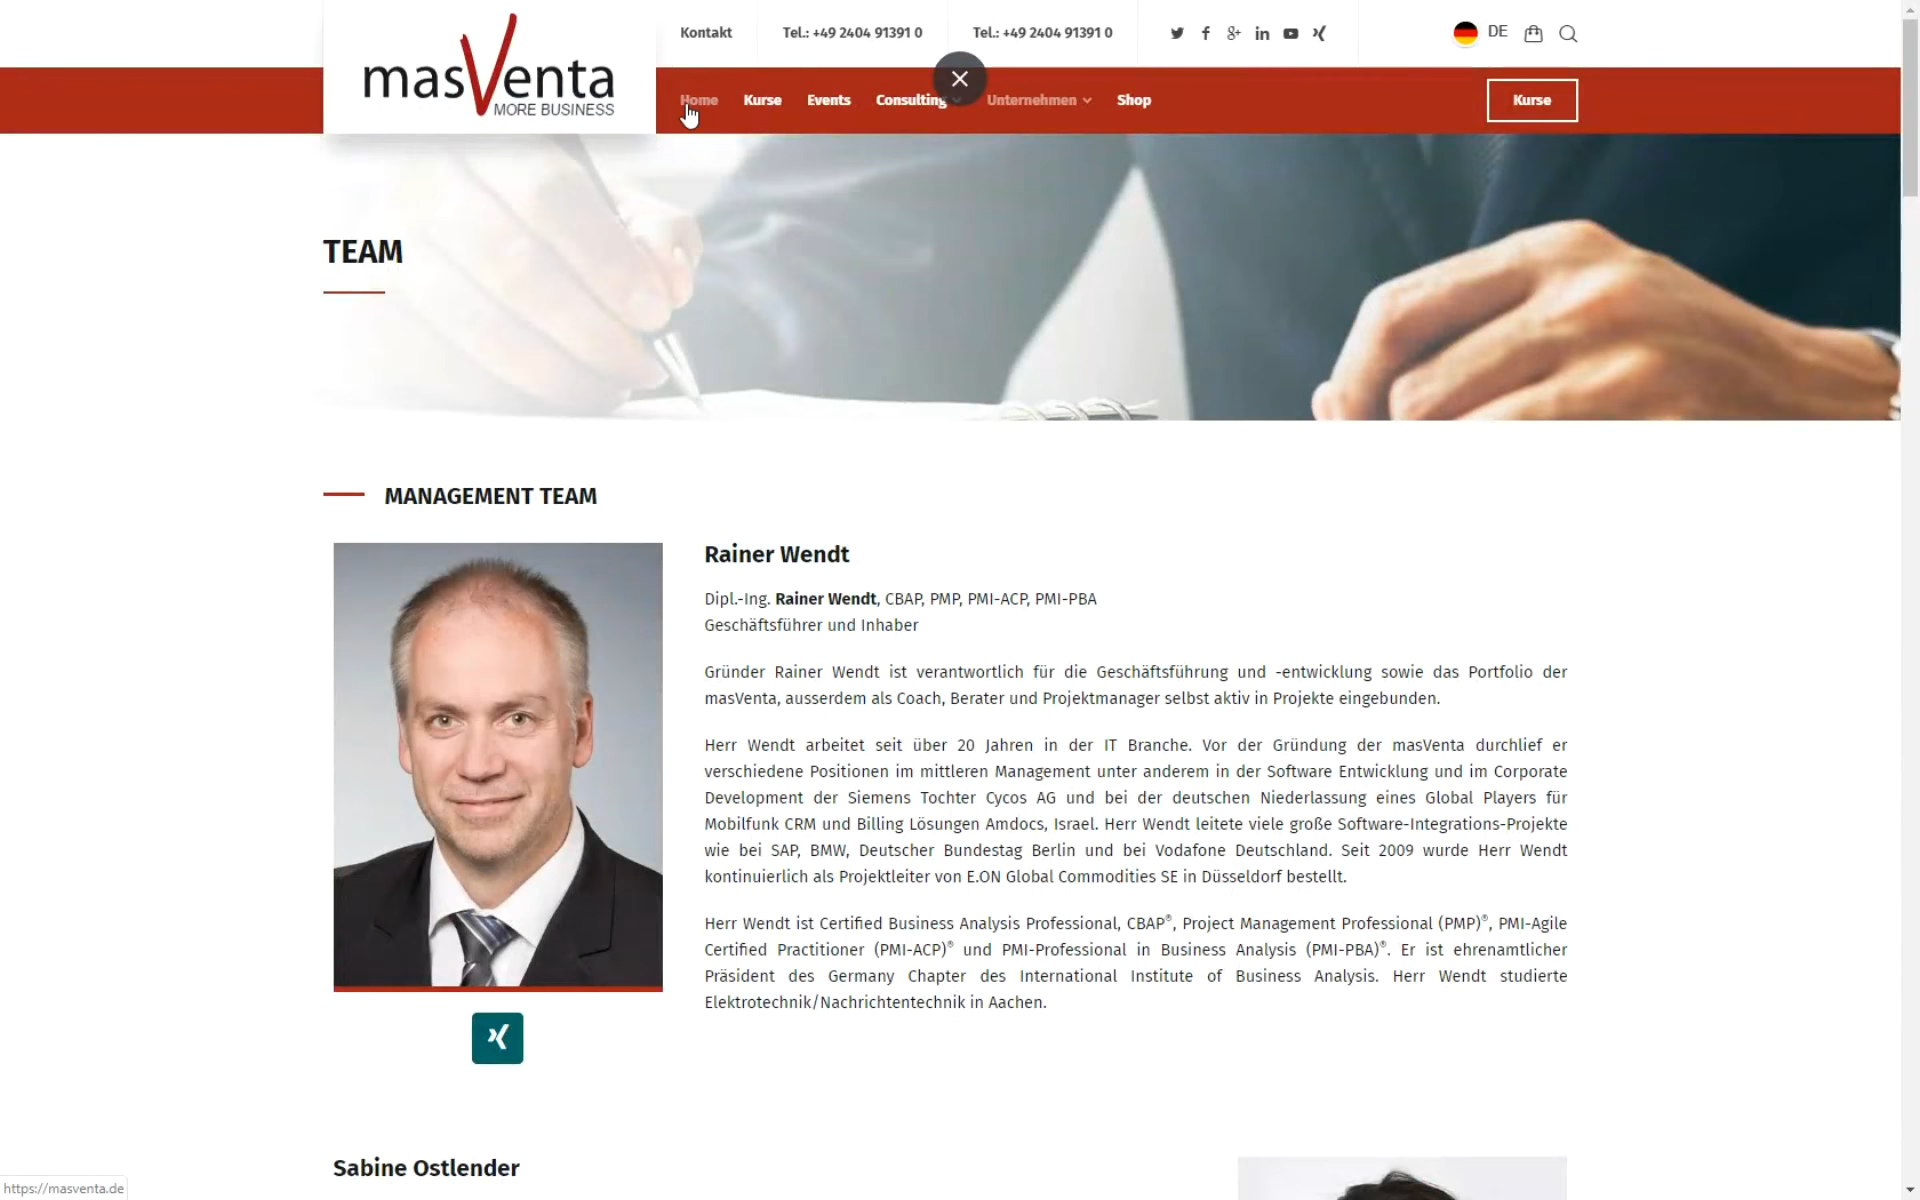 masVenta
MORE BUSINESS
Kontakt
Tel.: +49 2404 91391 0
Tel.: +49 2404 91391 0
DE
Home
Kurse
Events
Consulting
Unternehmen
Shop
Kurse
TEAM
MANAGEMENT TEAM
Rainer Wendt
Dipl.-Ing. Rainer Wendt, CBAP, PMP, PMI-ACP, PMI-PBA
Geschäftsführer und Inhaber
Gründer Rainer Wendt ist verantwortlich für die Geschäftsführung und -entwicklung sowie das Portfolio der
masVenta, ausserdem als Coach, Berater und Projektmanager selbst aktiv in Projekte eingebunden.
Herr Wendt arbeitet seit über 20 Jahren in der IT Branche. Vor der Gründung der masVenta durchlief er
verschiedene Positionen im mittleren Management unter anderem in der Software Entwicklung und im Corporate
Development der Siemens Tochter Cycos AG und bei der deutschen Niederlassung eines Global Players für
Mobilfunk CRM und Billing Lösungen Amdocs, Israel. Herr Wendt leitete viele große Software-Integrations-Projekte
wie bei SAP, BMW, Deutscher Bundestag Berlin und bei Vodafone Deutschland. Seit 2009 wurde Herr Wendt
kontinuierlich als Projektleiter von E.ON Global Commodities SE in Düsseldorf bestellt.
Herr Wendt ist Certified Business Analysis Professional, CBAP®, Project Management Professional (PMP)®, PMI-Agile
Certified Practitioner (PMI-ACP)® und PMI-Professional in Business Analysis (PMI-PBA)®. Er ist ehrenamtlicher
Präsident des Germany Chapter des International Institute of Business Analysis. Herr Wendt studierte
Elektrotechnik/Nachrichtentechnik in Aachen.
Sabine Ostlender
https://masventa.de